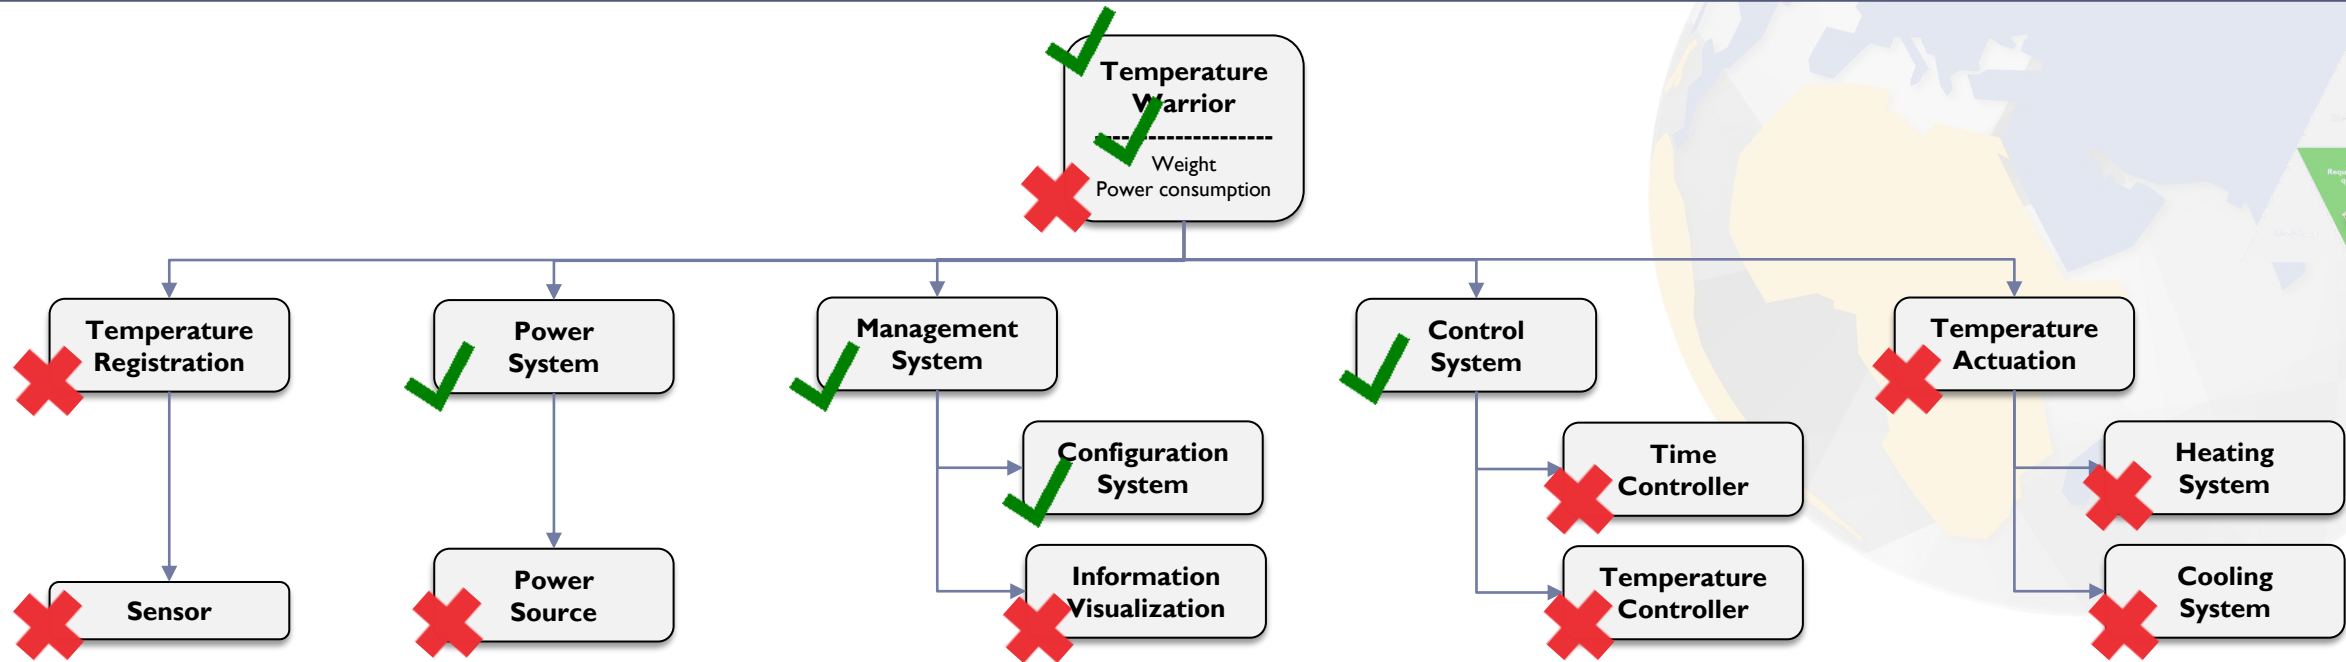 Temperature
Warrior
--------------------
Weight
Power consumption
Temperature
Registration
Power
System
Management
System
Control
System
Temperature
Actuation
Configuration
System
Time
Controller
Heating
System
Sensor
Power
Source
Information
Visualization
Temperature
Controller
Cooling
System